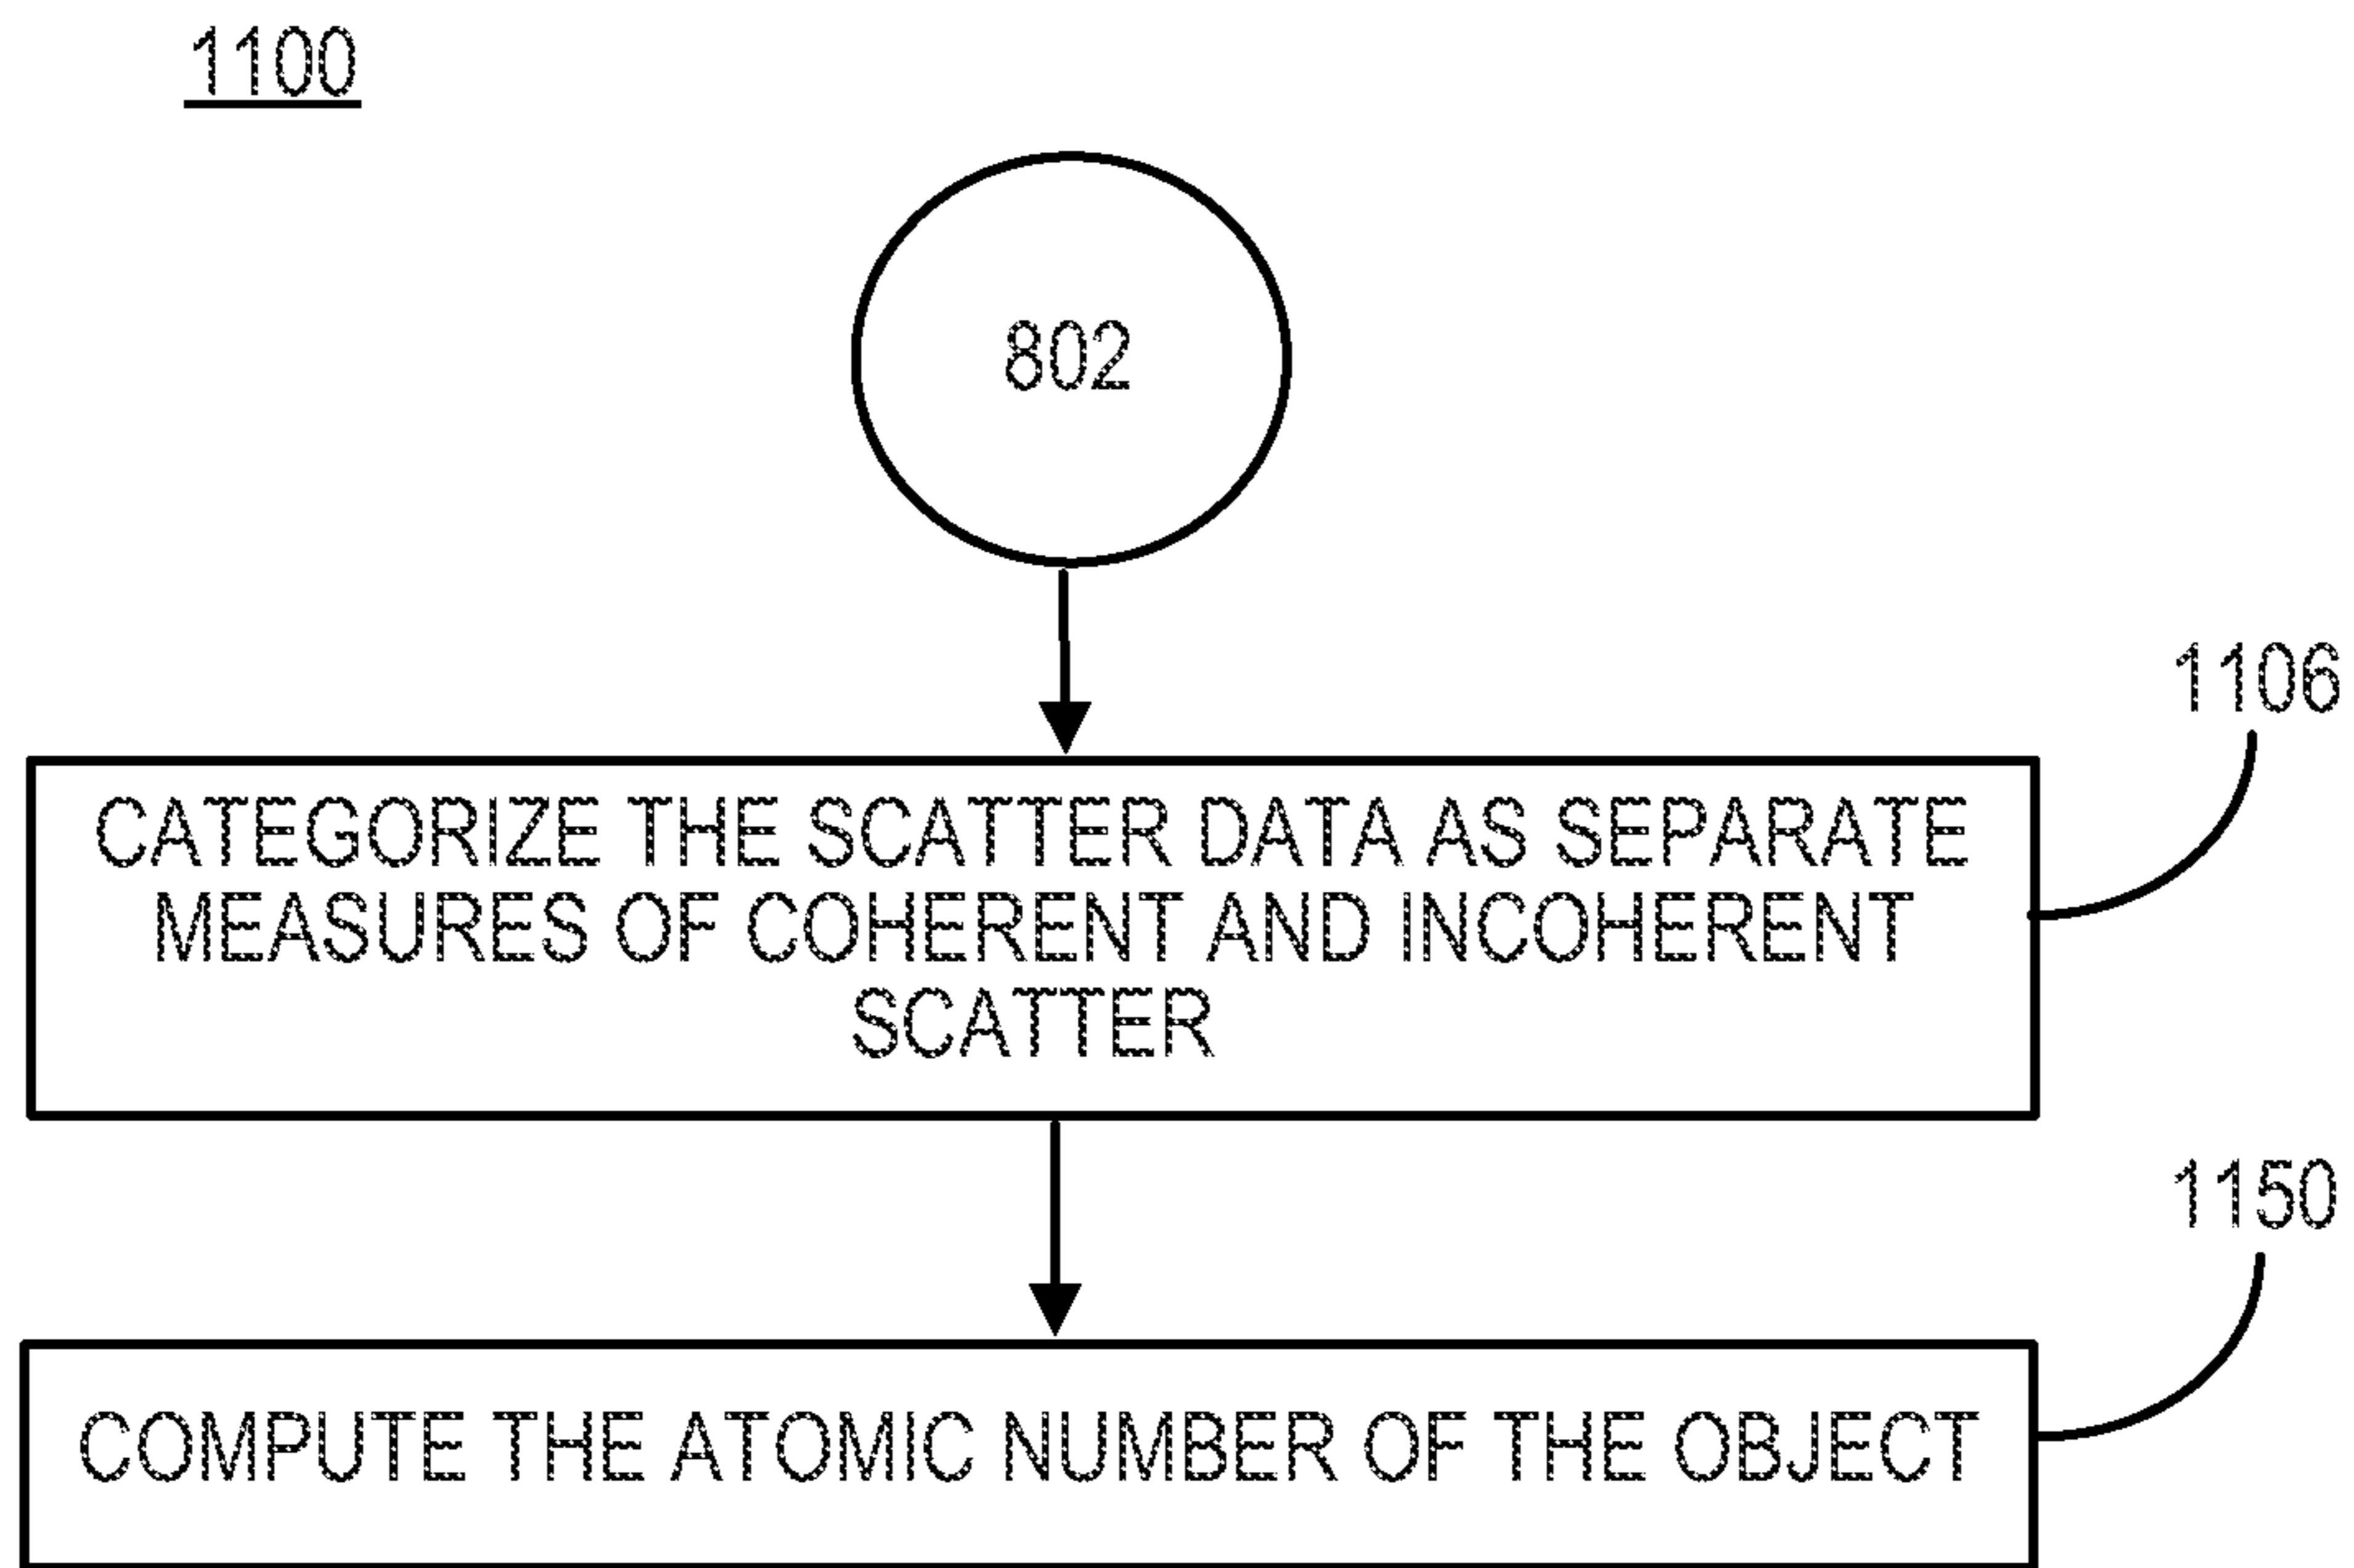 1100
802
1106
CATEGORIZE THE SCATTER DATA AS SEPARATE
MEASURES OF COHERENT AND INCOHERENT
SCATTER
1150
COMPUTE THE ATOMIC NUMBER OF THE OBJECT